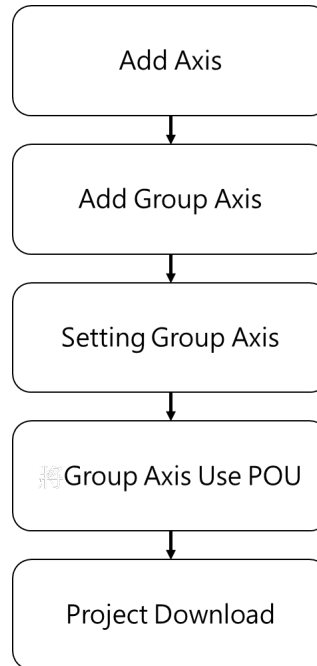 Add Axis
Add Group Axis
Setting Group Axis
將Group Axis Use POU
Project Download